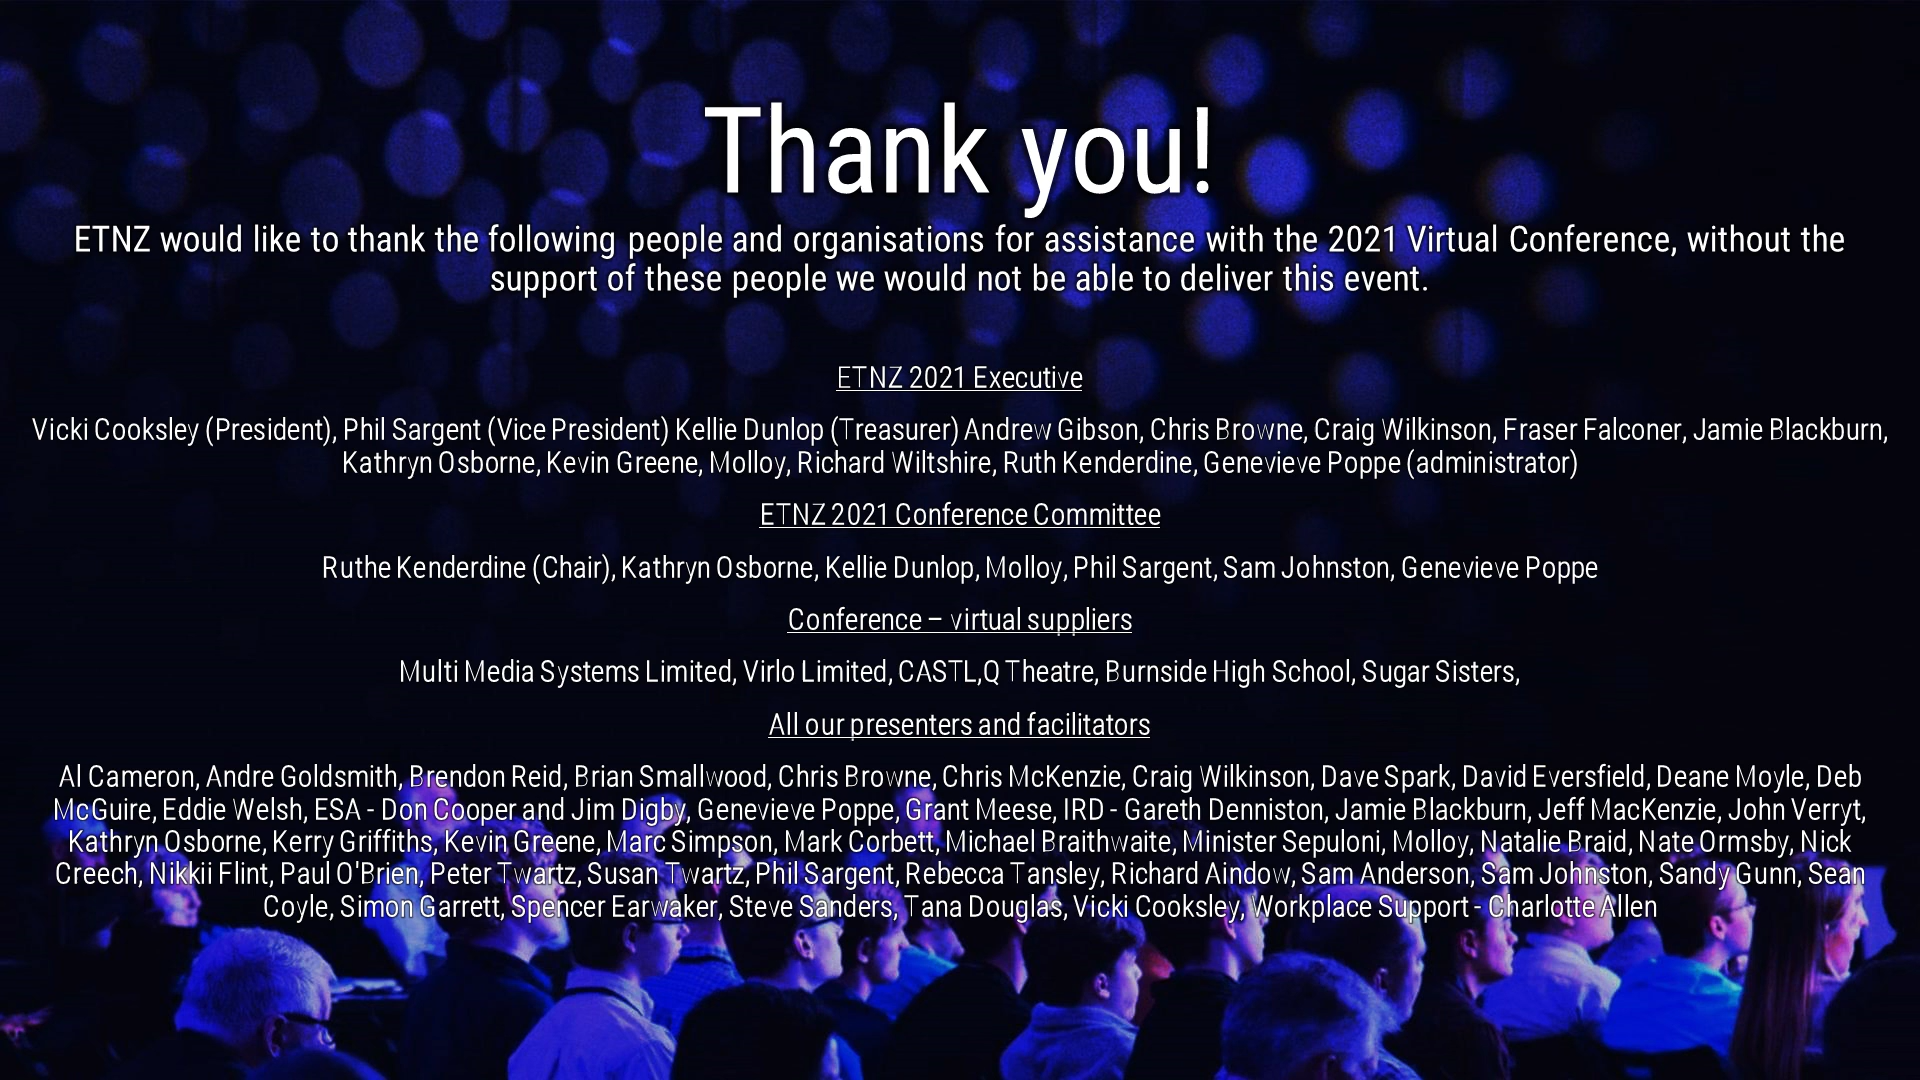 Thank you!
ETNZ would like to thank the following people and organisations for assistance with the 2021 Virtual Conference, without the
support of these people we would not be able to deliver this event.
ETNZ 2021 Executive
Vicki Cooksley (President), Phil Sargent (Vice President) Kellie Dunlop (Treasurer) Andrew Gibson, Chris Browne, Craig Wilkinson, Fraser Falconer, Jamie Blackburn,
Kathryn Osborne, Kevin Greene, Molloy, Richard Wiltshire, Ruth Kenderdine, Genevieve Poppe (administrator)
ETNZ 2021 Conference Committee
Ruthe Kenderdine (Chair), Kathryn Osborne, Kellie Dunlop, Molloy, Phil Sargent, Sam Johnston, Genevieve Poppe
Conference – virtual suppliers
Multi Media Systems Limited, Virlo Limited, CASTL,Q Theatre, Burnside High School, Sugar Sisters,
All our presenters and facilitators
Al Cameron, Andre Goldsmith, Brendon Reid, Brian Smallwood, Chris Browne, Chris McKenzie, Craig Wilkinson, Dave Spark, David Eversfield, Deane Moyle, Deb
McGuire, Eddie Welsh, ESA - Don Cooper and Jim Digby, Genevieve Poppe, Grant Meese, IRD - Gareth Denniston, Jamie Blackburn, Jeff MacKenzie, John Verryt,
Kathryn Osborne, Kerry Griffiths, Kevin Greene, Marc Simpson, Mark Corbett, Michael Braithwaite, Minister Sepuloni, Molloy, Natalie Braid, Nate Ormsby, Nick
Creech, Nikkii Flint, Paul O'Brien, Peter Twartz, Susan Twartz, Phil Sargent, Rebecca Tansley, Richard Aindow, Sam Anderson, Sam Johnston, Sandy Gunn, Sean
Coyle, Simon Garrett, Spencer Earwaker, Steve Sanders, Tana Douglas, Vicki Cooksley, Workplace Support - Charlotte Allen